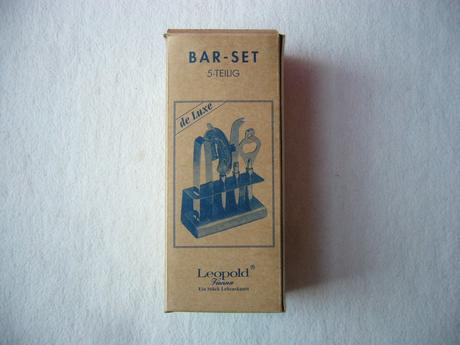 BAR-SET
5-TEILIG
de Luxe
Leopold®
Vienna
Ein Stück Lebenskunst